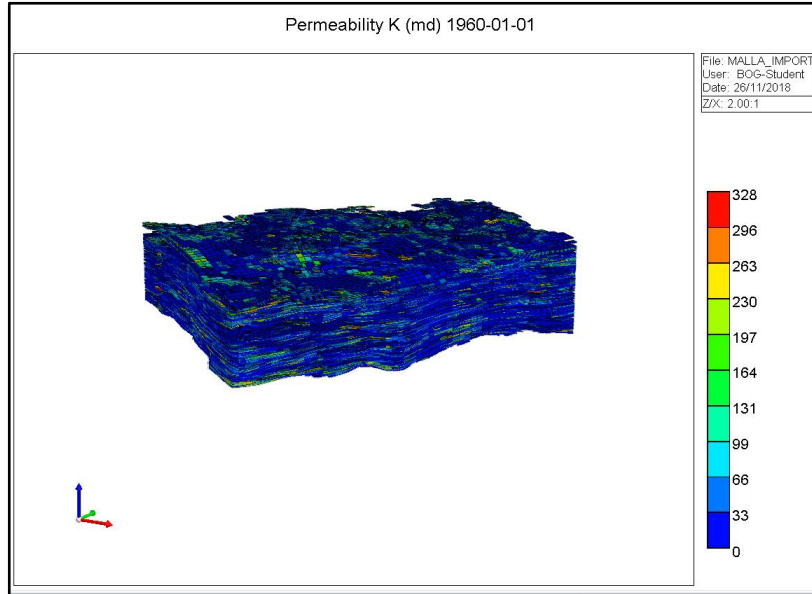 Permeability K (md) 1960-01-01
File: MALLA_IMPORT
User: BOG-Student
Date: 26/11/2018
Z/X: 2.00:1
328
296
263
230
197
164
131
99
66
33
0